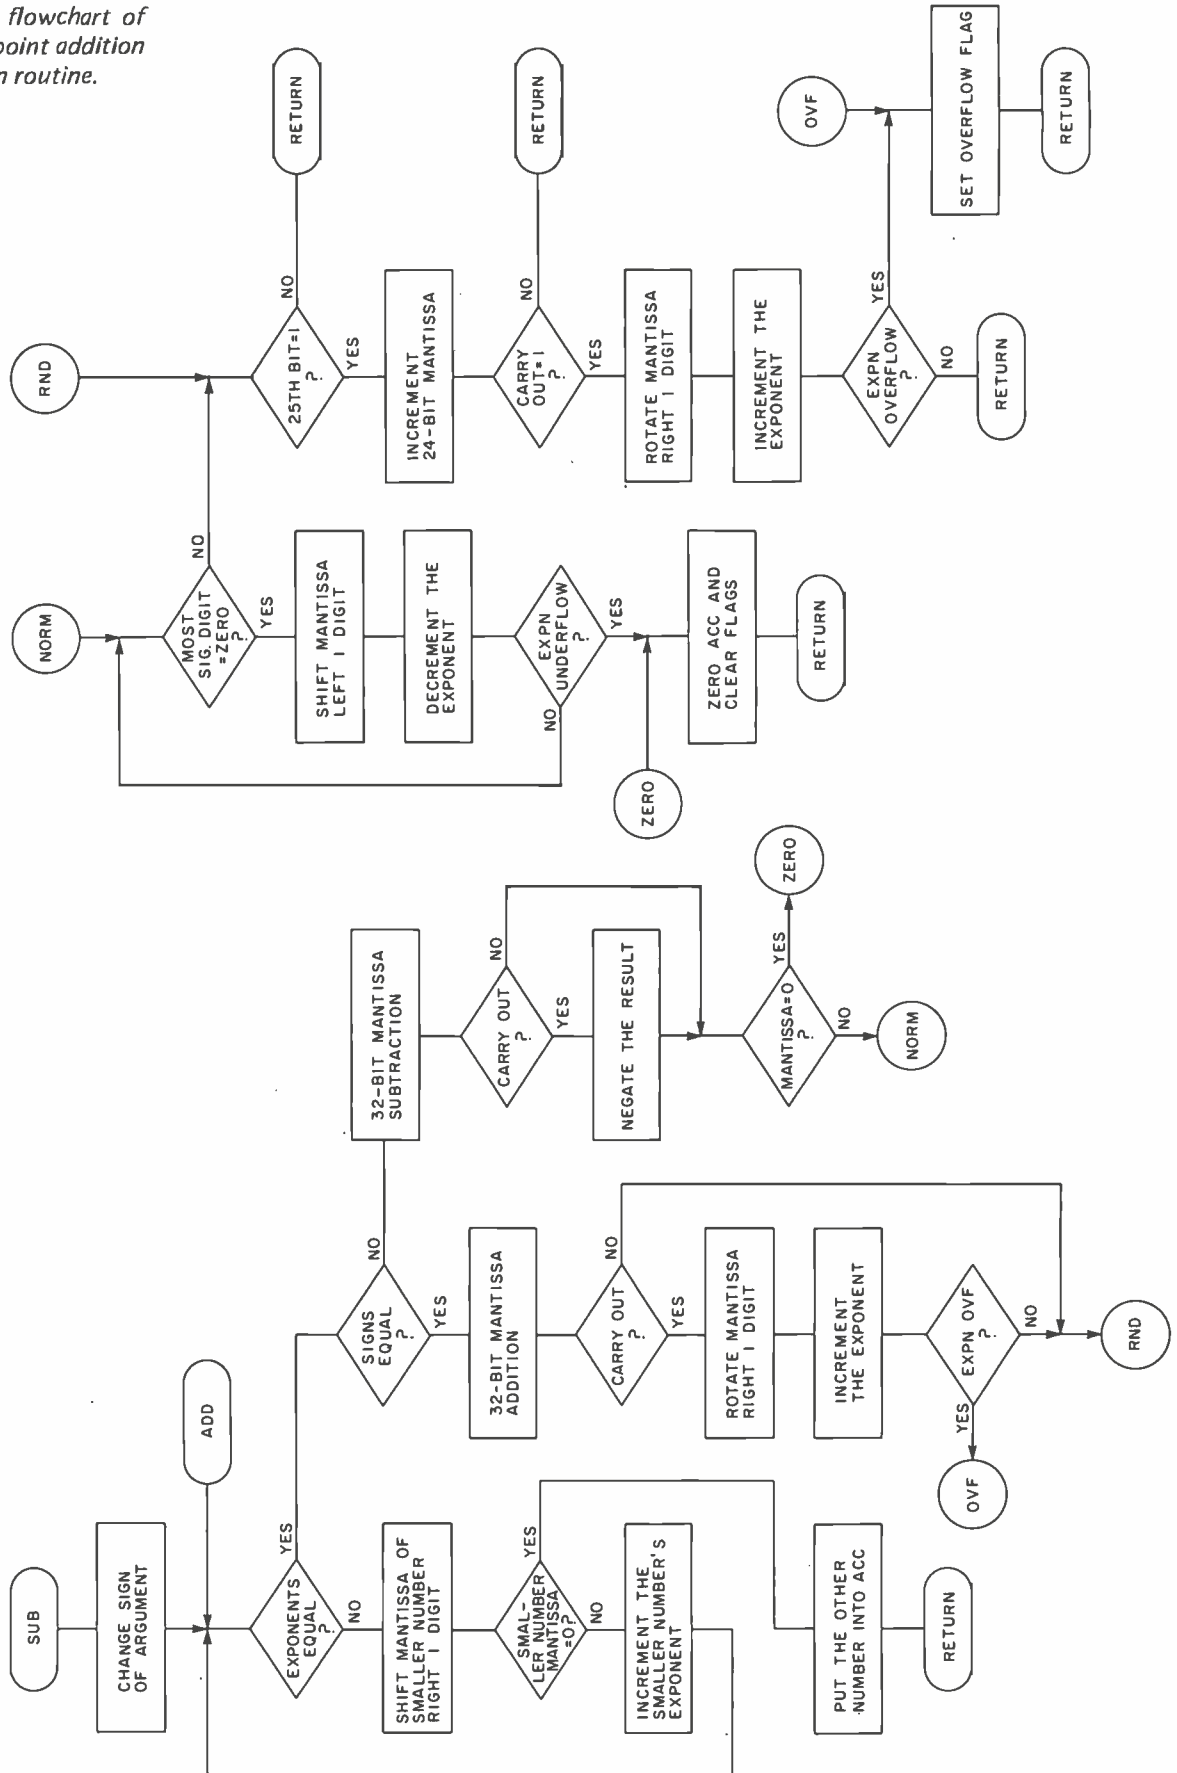 flowchart of
point addition
n routine.
SUB
CHANGE SIGN
OF ARGUMENT
ADD
EXPONENTS
EQUAL
?
YES
NO
SHIFT MANTISSA OF
SMALLER NUMBER
RIGHT 1 DIGIT
SMAL-
LER NUMBER
MANTISSA
=0?
YES
NO
INCREMENT THE
SMALLER NUMBER'S
EXPONENT
PUT THE OTHER
NUMBER INTO ACC
RETURN
SIGNS
EQUAL
?
NO
YES
32-BIT MANTISSA
ADDITION
CARRY OUT
?
NO
YES
ROTATE MANTISSA
RIGHT 1 DIGIT
INCREMENT
THE EXPONENT
EXPN OVF
?
YES
NO
OVF
RND
32-BIT MANTISSA
SUBTRACTION
CARRY OUT
?
NO
YES
NEGATE THE RESULT
MANTISSA=0
?
YES
NO
ZERO
NORM
NORM
MOST
SIG. DIGIT
=ZERO
?
NO
YES
SHIFT MANTISSA
LEFT 1 DIGIT
DECREMENT THE
EXPONENT
EXPN
UNDERFLOW
?
NO
YES
ZERO
ZERO ACC AND
CLEAR FLAGS
RETURN
RND
25TH BIT=1
?
NO
RETURN
YES
INCREMENT
24-BIT MANTISSA
CARRY
OUT=1
?
NO
RETURN
YES
ROTATE MANTISSA
RIGHT 1 DIGIT
INCREMENT THE
EXPONENT
EXPN
OVERFLOW
?
YES
NO
RETURN
OVF
SET OVERFLOW FLAG
RETURN